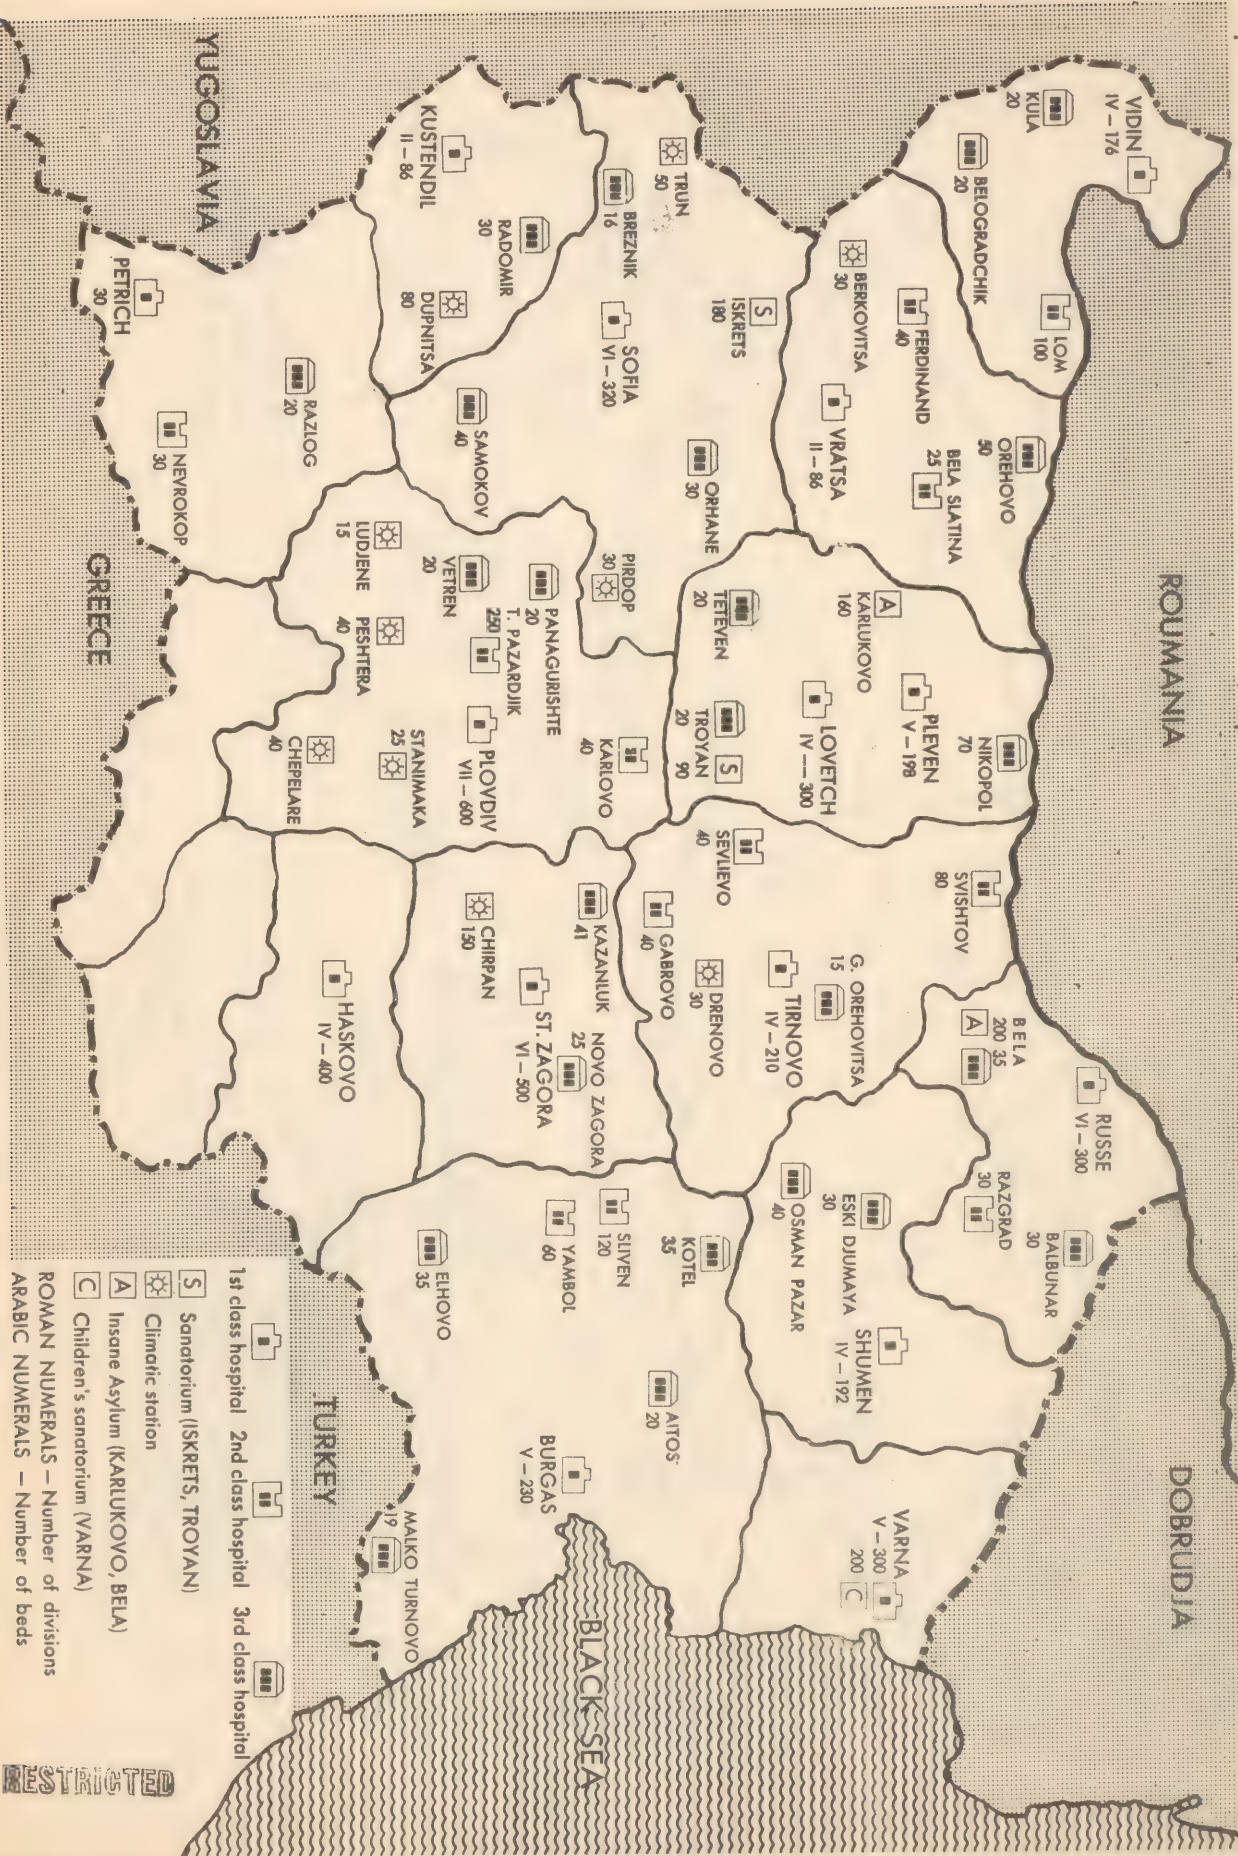 YUGOSLAVIA
ROUMANIA
DOBRUDJA
GREECE
TURKEY
BLACK SEA
VIDIN
IV – 176
KULA
20
BELOGRADCHIK
20
LOM
100
BERKOVITSA
30
FERDINAND
40
VRATSA
II – 86
OREHOVO
50
BELA SLATINA
25
TRUN
50
BREZNIK
16
ISKRETS
180
S
SOFIA
VI – 320
ORHANE
30
SAMOKOV
40
PIRDOP
30
KUSTENDIL
II – 86
RADOMIR
30
DUPNITSA
80
PETRICH
30
RAZLOG
20
NEVROKOP
30
A
KARLUKOVO
160
PLEVEN
V – 198
NIKOPOL
70
LOVETCH
IV — 300
TETEVEN
20
TROYAN
20 90
S
LUDJENE
15
VETREN
20
PANAGURISHTE
20
T. PAZARDJIK
250
PESHTERA
40
PLOVDIV
VII – 600
KARLOVO
40
STANIMAKA
25
CHEPELARE
40
SVISHTOV
80
SEVLIEVO
40
GABROVO
40
DRENOVO
30
TIRNOVO
IV – 210
G. OREHOVITSA
15
KAZANLUK
41
CHIRPAN
150
ST. ZAGORA
VI – 500
NOVO ZAGORA
25
HASKOVO
IV – 400
BELA
200 35
A
RUSSE
VI – 300
RAZGRAD
30
BALBUNAR
30
OSMAN PAZAR
40
ESKI DJUMAYA
30
SHUMEN
IV – 192
KOTEL
35
SLIVEN
120
YAMBOL
60
ELHOVO
35
AITOS
20
BURGAS
V – 230
MALKO TURNOVO
19
VARNA
V – 300
200
C
1st class hospital 2nd class hospital 3rd class hospital
S Sanatorium (ISKRETS, TROYAN)
Climatic station
A Insane Asylum (KARLUKOVO, BELA)
C Children's sanatorium (VARNA)
ROMAN NUMERALS – Number of divisions
ARABIC NUMERALS – Number of beds
RESTRICTED